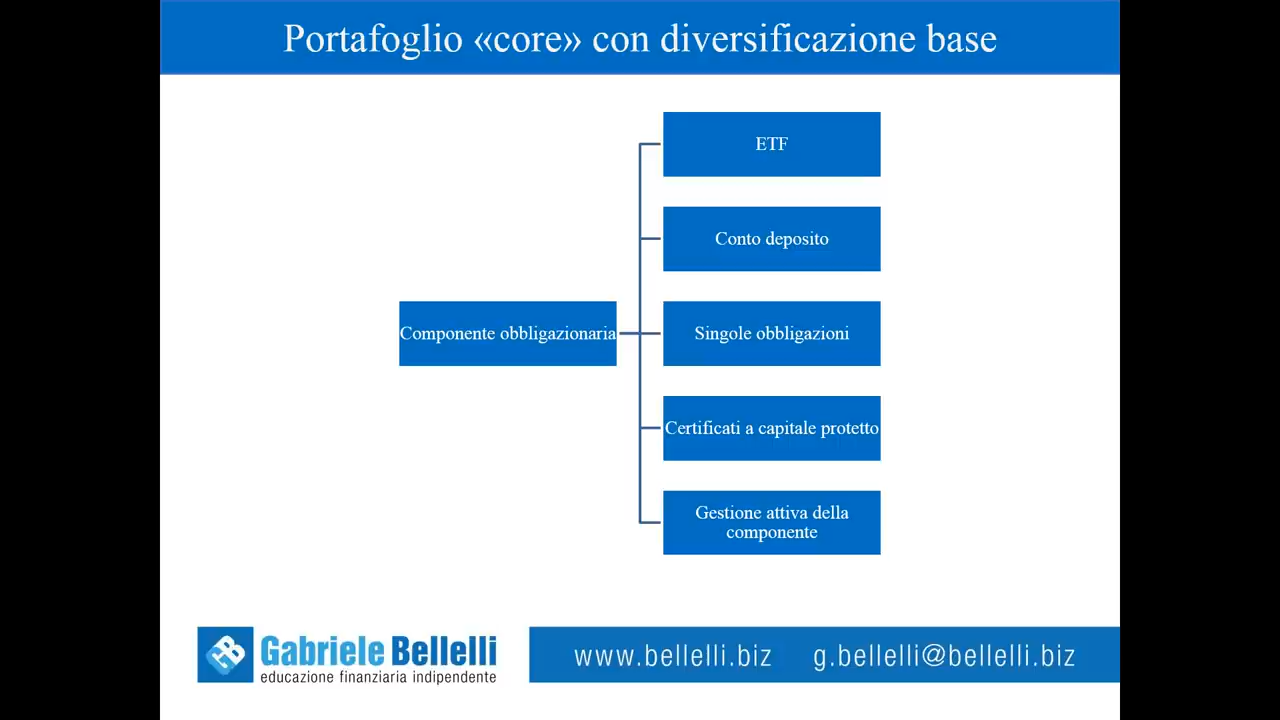 Portafoglio «core» con diversificazione base
ETF
Conto deposito
Componente obbligazionaria
Singole obbligazioni
Certificati a capitale protetto
Gestione attiva della
componente
Gabriele Bellelli
educazione finanziaria indipendente
www.bellelli.biz g.bellelli@bellelli.biz